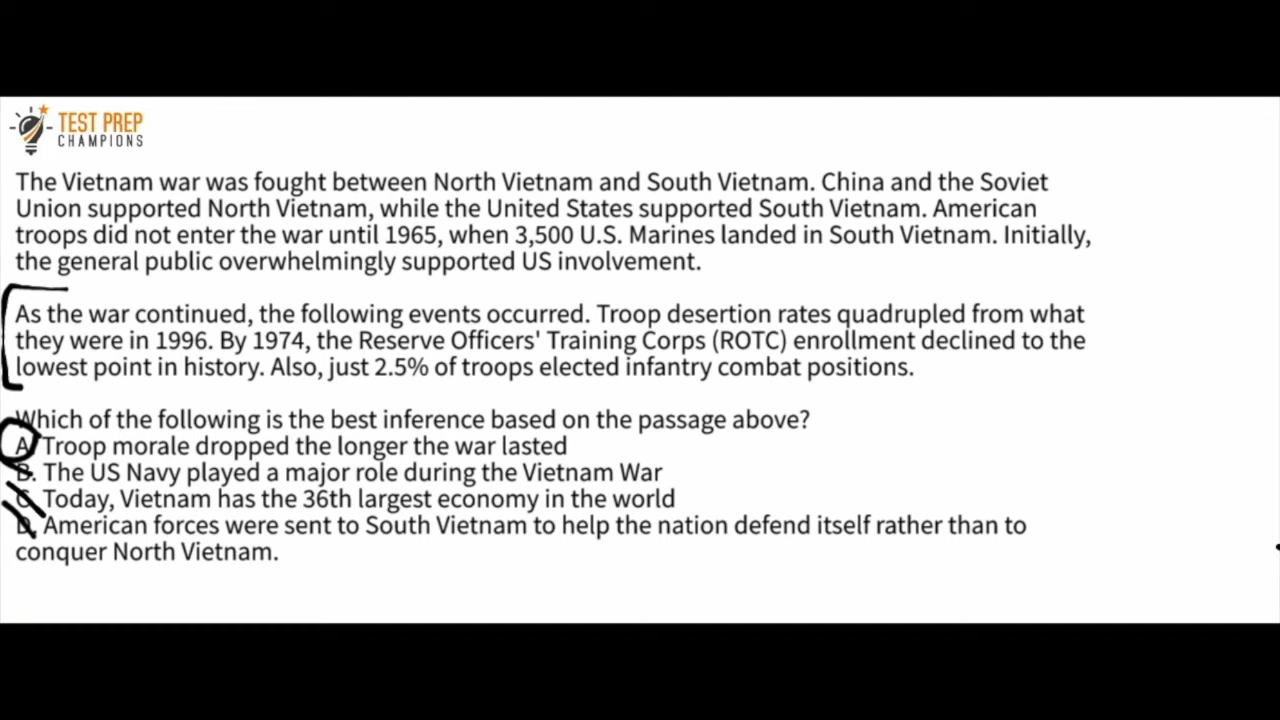 TEST PREP
CHAMPIONS
The Vietnam war was fought between North Vietnam and South Vietnam. China and the Soviet
Union supported North Vietnam, while the United States supported South Vietnam. American
troops did not enter the war until 1965, when 3,500 U.S. Marines landed in South Vietnam. Initially,
the general public overwhelmingly supported US involvement.
As the war continued, the following events occurred. Troop desertion rates quadrupled from what
they were in 1996. By 1974, the Reserve Officers' Training Corps (ROTC) enrollment declined to the
lowest point in history. Also, just 2.5% of troops elected infantry combat positions.
Which of the following is the best inference based on the passage above?
A. Troop morale dropped the longer the war lasted
B. The US Navy played a major role during the Vietnam War
C. Today, Vietnam has the 36th largest economy in the world
D. American forces were sent to South Vietnam to help the nation defend itself rather than to
conquer North Vietnam.